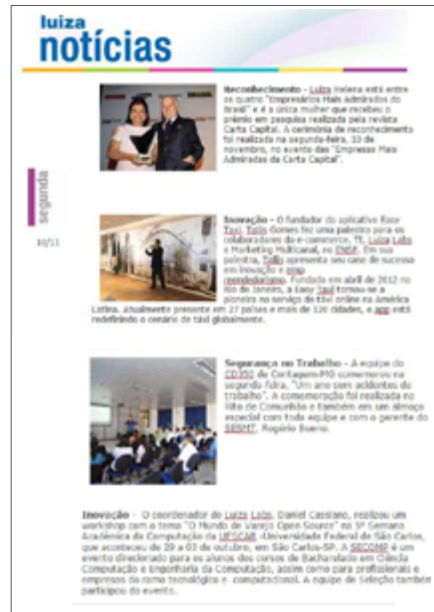 luiza
notícias
Reconhecimento - Luiza Helena está entre
os quatro "Empresários Mais Admirados do
Brasil" e é a única mulher que recebeu o
prêmio em pesquisa realizada pela revista
Carta Capital. A cerimônia de reconhecimento
foi realizada na segunda-feira, 10 de
novembro, no evento das "Empresas Mais
Admiradas da Carta Capital".
segunda
10/11
Inovação - O fundador do aplicativo Easy
Taxi, Tallis Gomes fez uma palestra para os
colaboradores do e-commerce, TI, Luiza Labs
e Marketing Multicanal, no Em sua
palestra, Tallis apresenta seu case de sucesso
em inovação e emp
reendedorismo. Fundada em abril de 2012 no
Rio de Janeiro, a Easy Taxi tornou-se a
pioneira no serviço de táxi online na América
Latina. Atualmente presente em 27 países e mais de 120 cidades, o app está
redefinindo o cenário de táxi globalmente.
Segurança no Trabalho - A equipe do
CD350 de Contagem-MG comemorou na
segunda-feira, "Um ano sem acidentes de
trabalho". A comemoração foi realizada no
Rito de Comunhão e também em um almoço
especial com toda equipe e com o gerente do
SESMT, Rogério Bueno.
Inovação - O coordenador do Luiza Labs, Daniel Cassiano, realizou um
workshop com o tema "O Mundo de Varejo Open Source" na 5ª Semana
Acadêmica da Computação da UFSCAR -Universidade Federal de São Carlos,
que aconteceu de 29 a 03 de outubro, em São Carlos-SP. A SECOMP é um
evento direcionado para os alunos dos cursos de Bacharelado em Ciência
Computação e Engenharia da Computação, assim como para profissionais e
empresas do ramo tecnológico e computacional. A equipe de Seleção também
participou do evento.